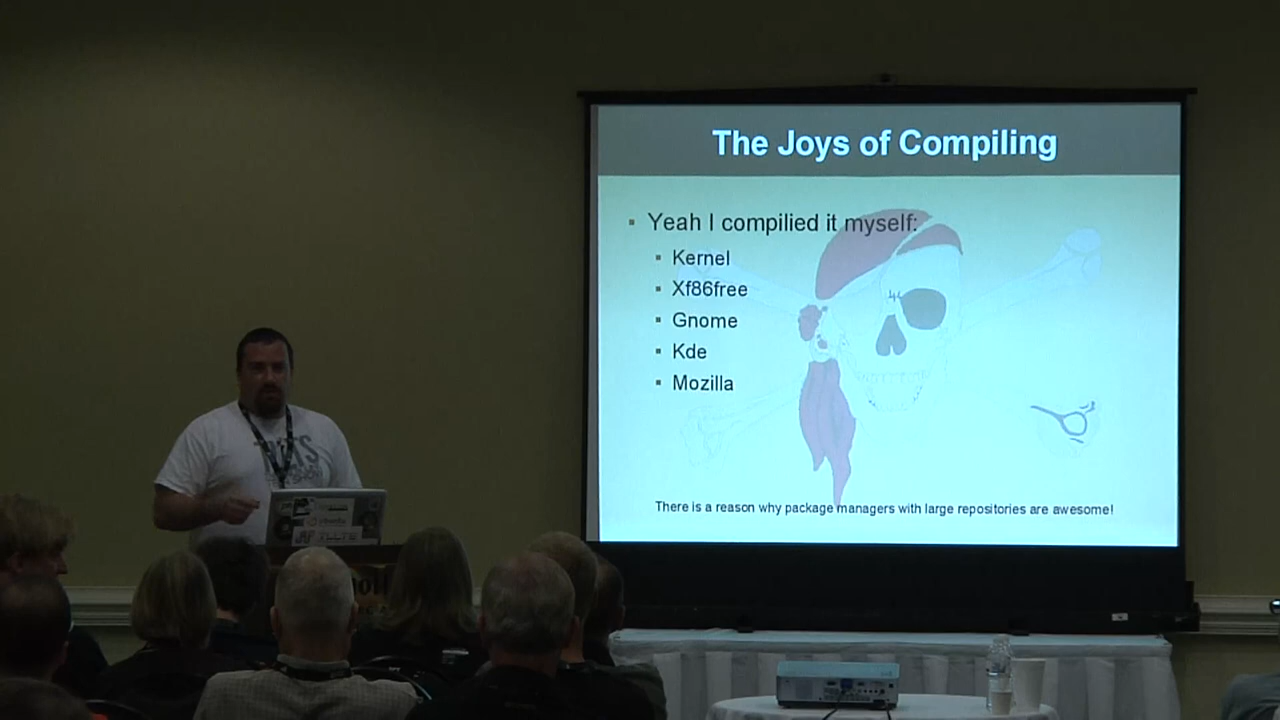 The Joys of Compiling
Yeah I compilied it myself:
Kernel
Xf86free
Gnome
Kde
Mozilla
There is a reason why package managers with large repositories are awesome!